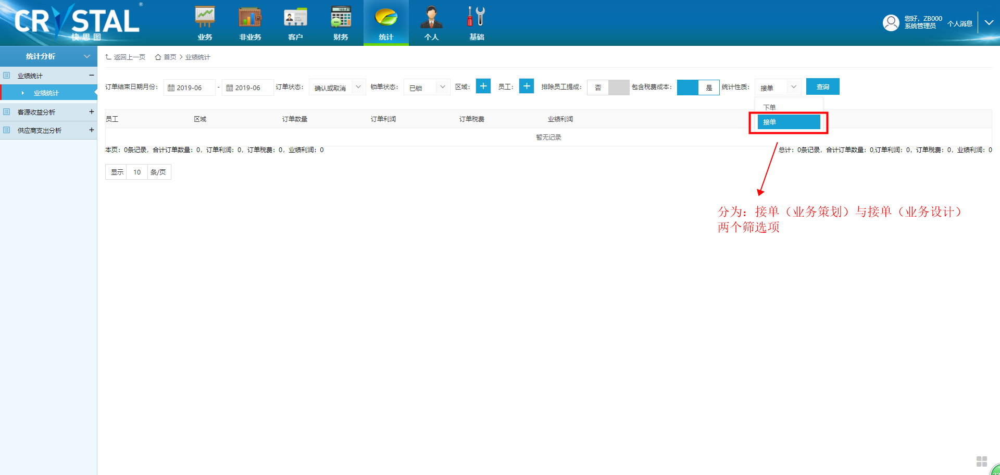 CRYSTAL ®
快思图
业务
非业务
客户
财务
统计
个人
基础
您好，ZB000
系统管理员
个人消息
统计分析
业绩统计
业绩统计
客源收益分析
供应商支出分析
返回上一页 首页 > 业绩统计
订单结束日期月份： 2019-06 - 2019-06 订单状态： 确认或取消 锁单状态： 已锁 区域： + 员工： + 排除员工提成： 否 包含税费成本： 是 统计性质： 接单 查询
下单
接单
员工 区域 订单数量 订单利润 订单税费 业绩利润
暂无记录
本页：0条记录，合计订单数量：0，订单利润：0，订单税费：0，业绩利润：0
总计：0条记录，合计订单数量：0,订单利润：0，订单税费：0，业绩利润：0
显示 10 条/页
分为：接单（业务策划）与接单（业务设计）
两个筛选项